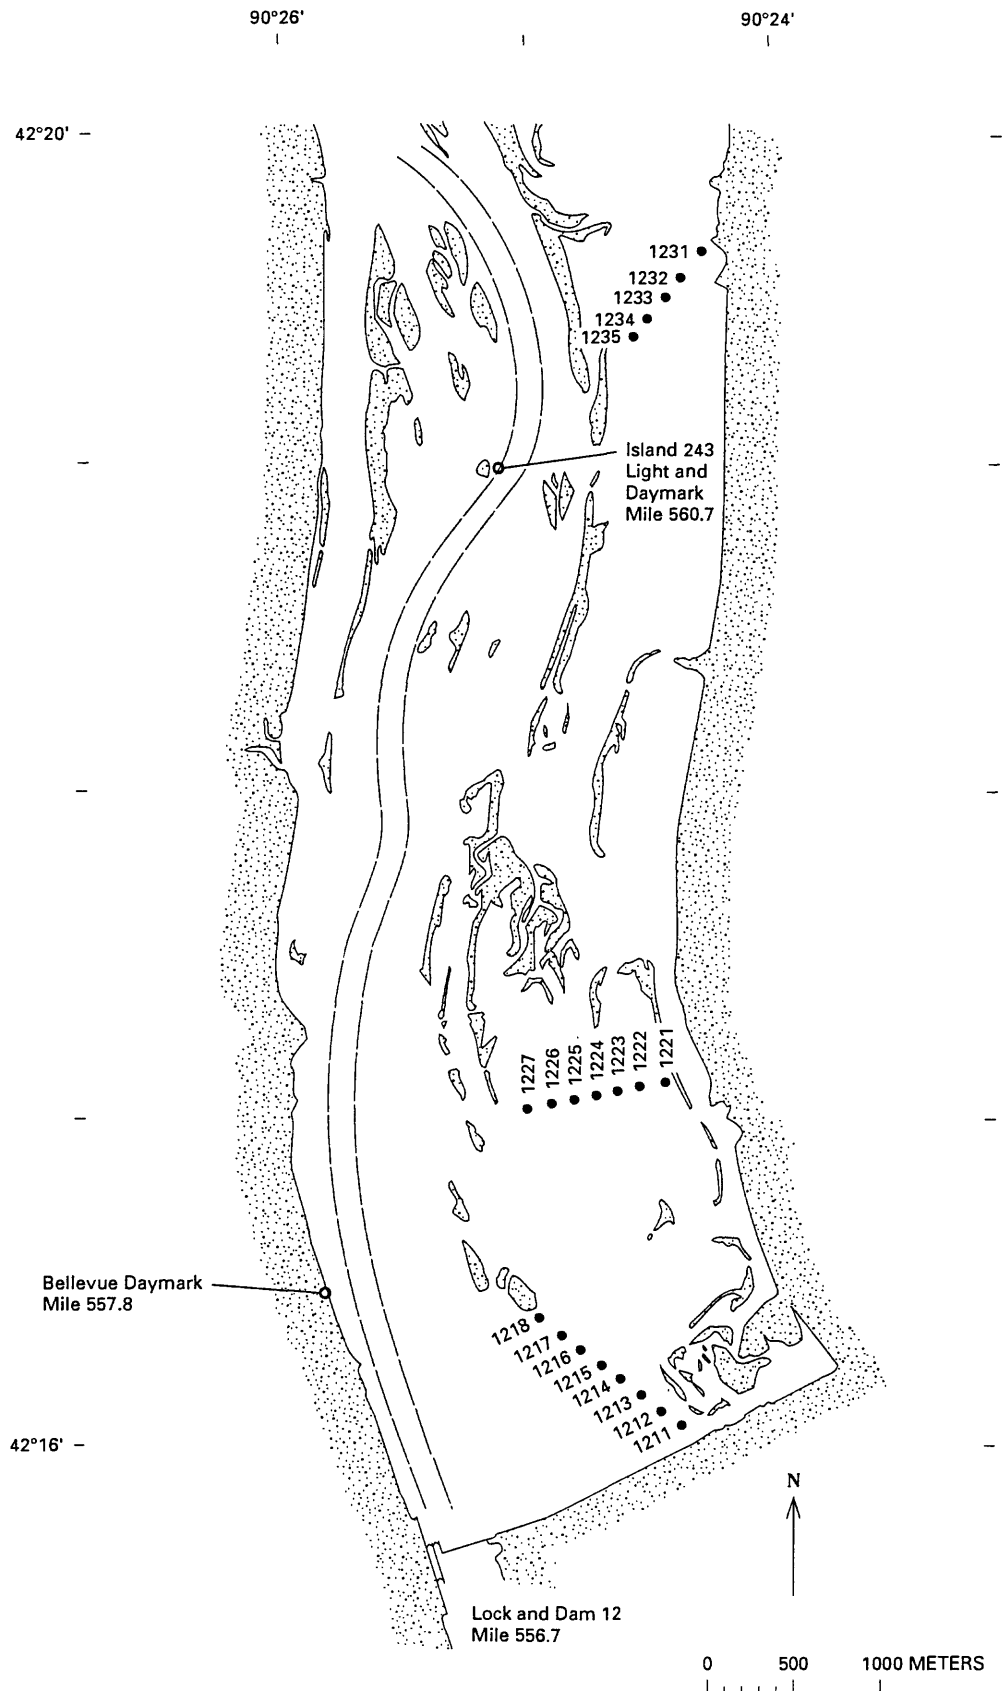 90°26'
90°24'
42°20'
1231
1232
1233
1234
1235
Island 243
Light and
Daymark
Mile 560.7
1227
1226
1225
1224
1223
1222
1221
Bellevue Daymark
Mile 557.8
1218
1217
1216
1215
1214
1213
1212
1211
42°16'
N
Lock and Dam 12
Mile 556.7
0 500 1000 METERS